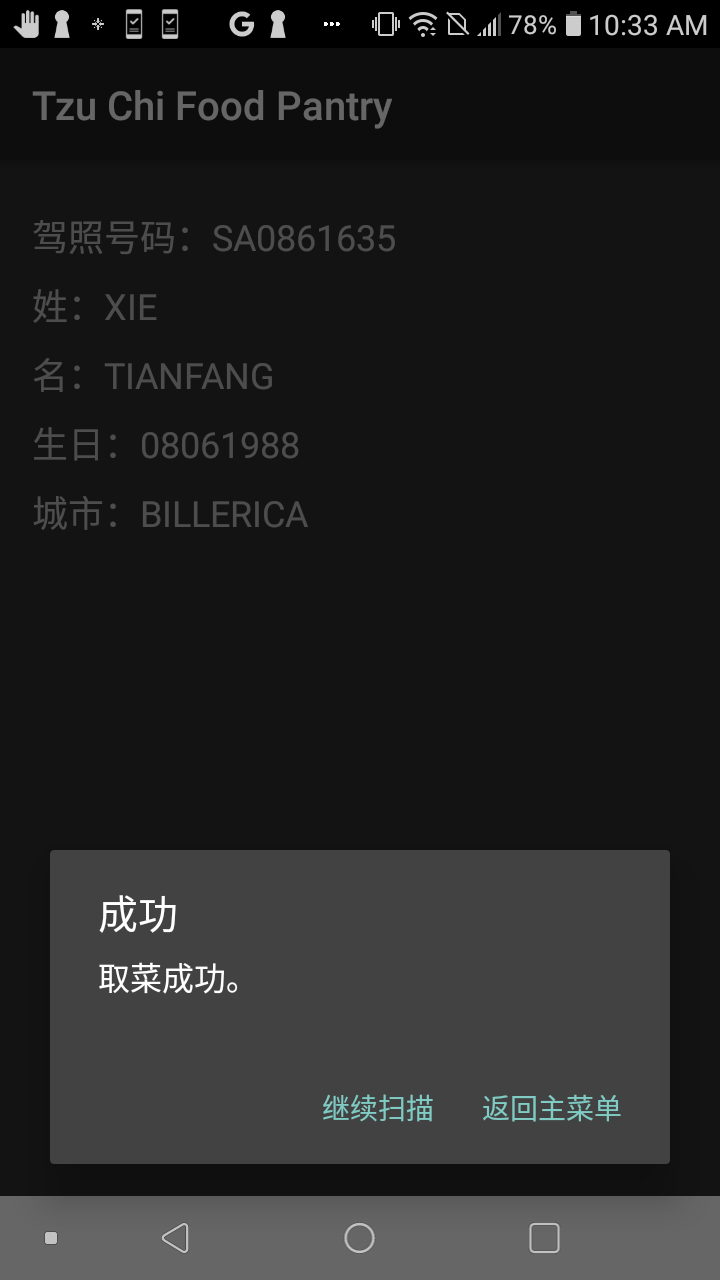 78% 10:33 AM
Tzu Chi Food Pantry
驾照号码：SA0861635
姓：XIE
名：TIANFANG
生日：08061988
城市：BILLERICA
成功
取菜成功。
继续扫描 返回主菜单